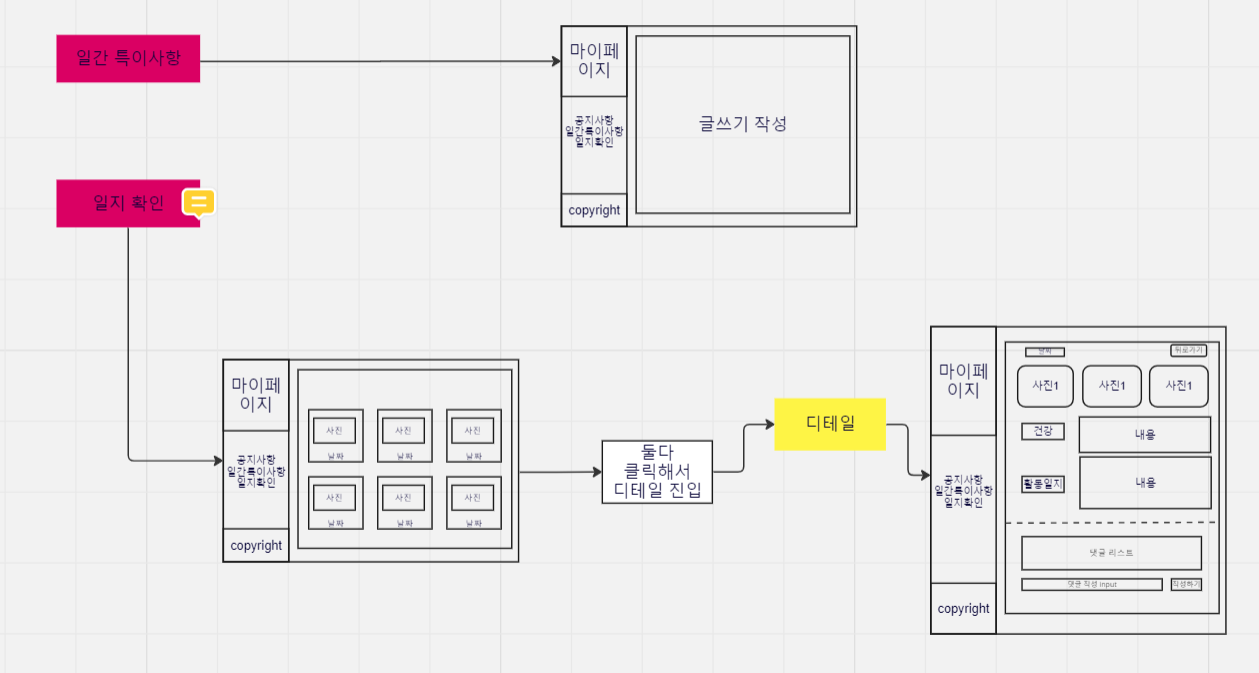 일간 특이사항
마이페
이지
공지사항
일간특이사항
일지확인
copyright
글쓰기 작성
일지 확인
마이페
이지
공지사항
일간특이사항
일지확인
copyright
사진
날짜
사진
날짜
사진
날짜
사진
날짜
사진
날짜
사진
날짜
둘다
클릭해서
디테일 진입
디테일
마이페
이지
공지사항
일간특이사항
일지확인
copyright
날짜
뒤로가기
사진1
사진1
사진1
건강
내용
활동일지
내용
댓글 리스트
댓글 작성 input
작성하기